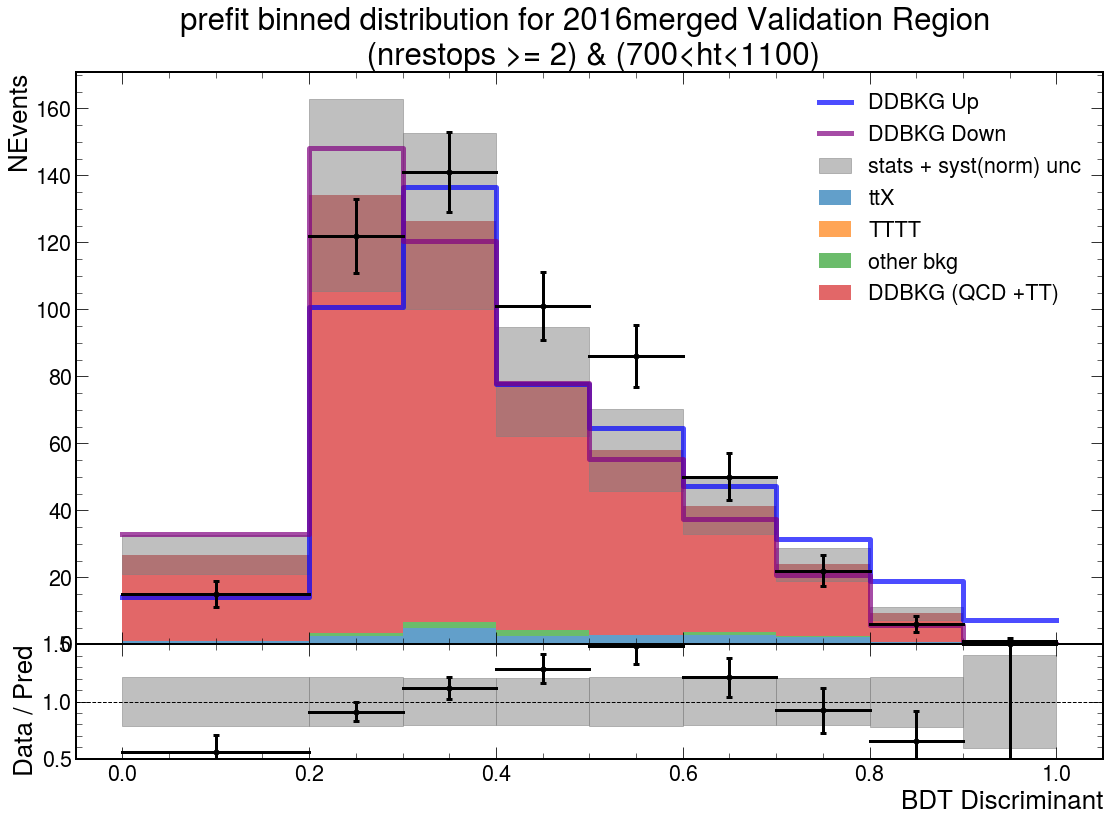 prefit binned distribution for 2016merged Validation Region
(nrestops >= 2) & (700<ht<1100)
NEvents
160
140
120
100
80
60
40
20
0
DDBKG Up
DDBKG Down
stats + syst(norm) unc
ttX
TTTT
other bkg
DDBKG (QCD +TT)
Data / Pred
1.5
1.0
0.5
0.0 0.2 0.4 0.6 0.8 1.0
BDT Discriminant